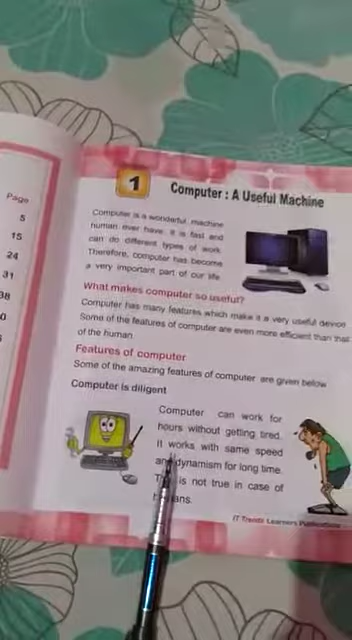 Page
5
15
24
31
38
1
Computer : A Useful Machine
Computer is a wonderful machine
human ever have. It is fast and
can do different types of work.
Therefore, computer has become
a very important part of our life.
What makes computer so useful?
Computer has many features which make it a very useful device.
Some of the features of computer are even more efficient than that
of the human.
Features of computer
Some of the amazing features of computer are given below.
Computer is diligent
Computer can work for
hours without getting tired.
It works with same speed
and dynamism for long time.
is not true in case of
IT Trendz Learners Publication